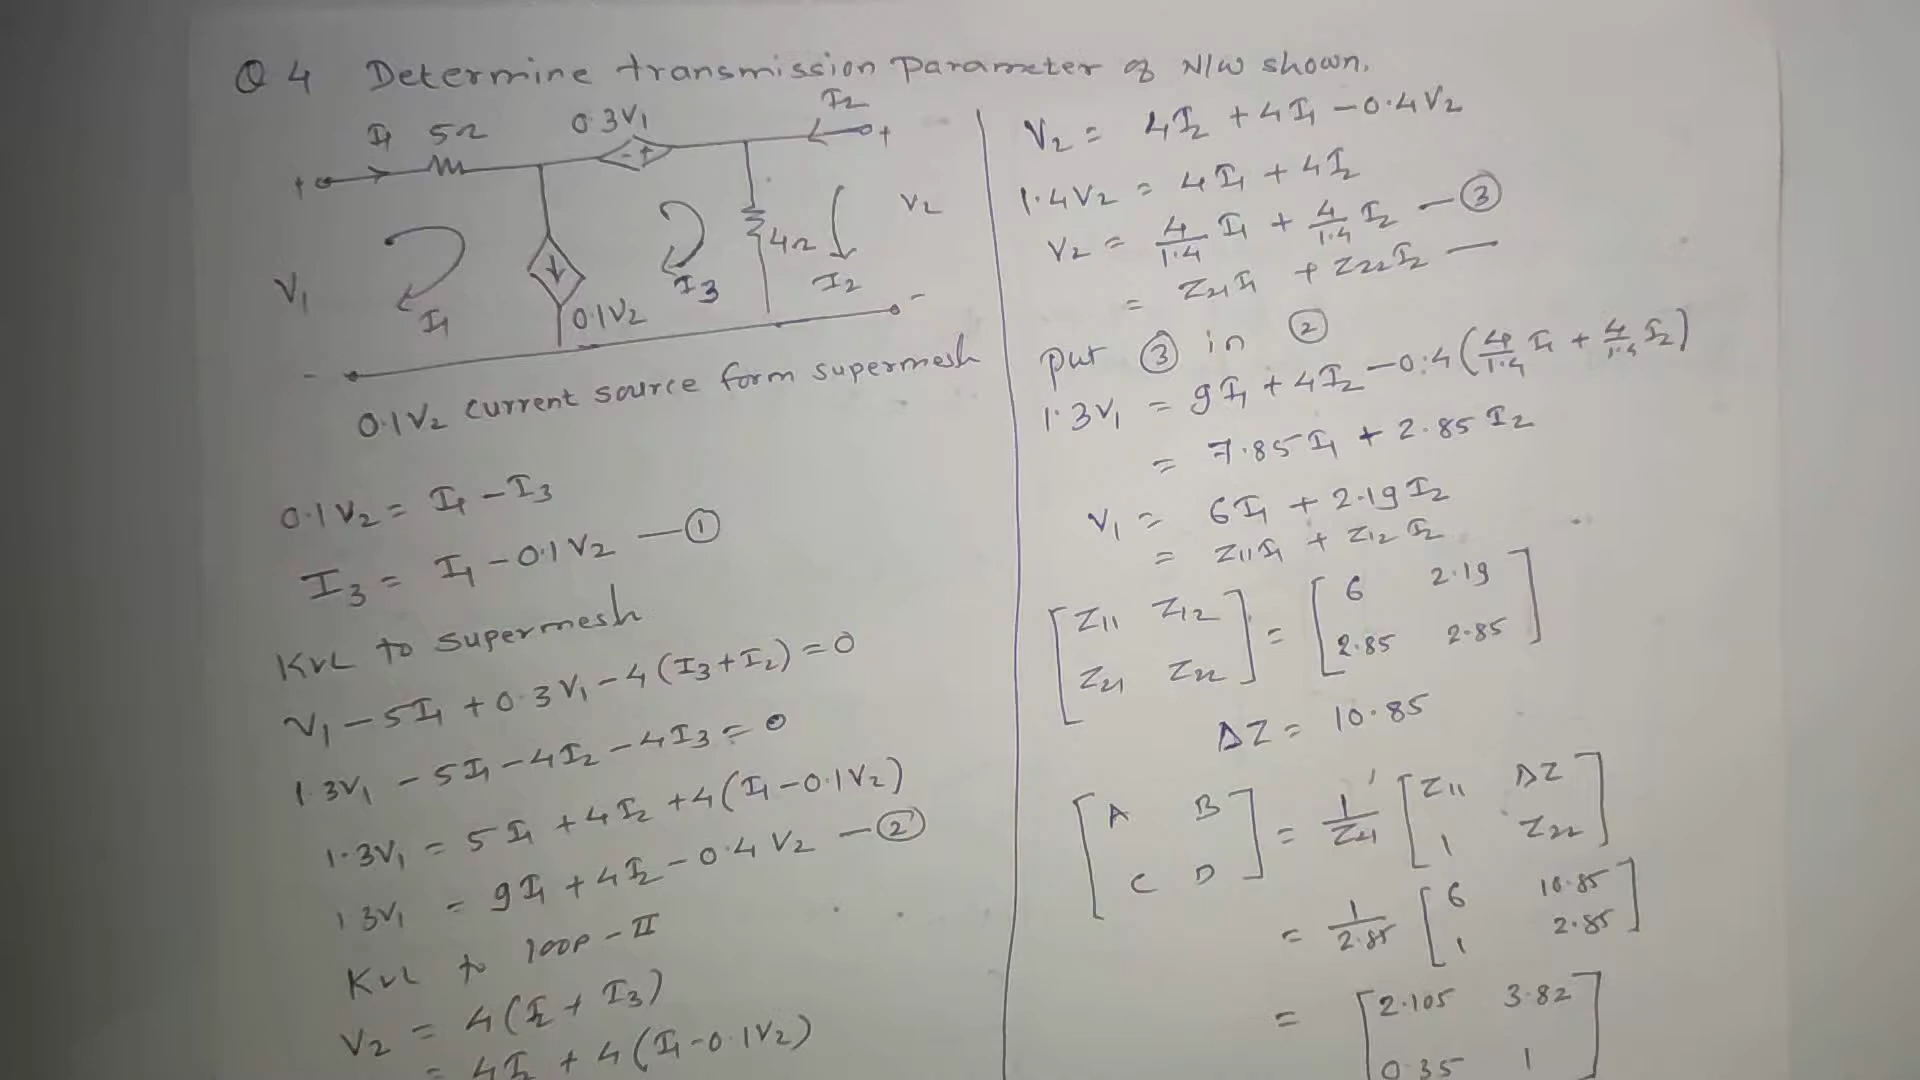 Q 4 Determine transmission parameter of N/W shown.
I1 5Ω 0.3V1 I2
+ - + +
V1 I1 0.1V2 I3 4Ω I2 V2
- -
0.1V2 current source form supermesh
0.1V2 = I1 - I3
I3 = I1 - 0.1V2 — ①
KVL to supermesh
V1 - 5I1 + 0.3V1 - 4(I3 + I2) = 0
1.3V1 - 5I1 - 4I2 - 4I3 = 0
1.3V1 = 5I1 + 4I2 + 4(I1 - 0.1V2)
1.3V1 = 9I1 + 4I2 - 0.4V2 — ②
KVL to loop - II
V2 = 4(I2 + I3)
= 4I2 + 4(I1 - 0.1V2)
V2 = 4I2 + 4I1 - 0.4V2
1.4V2 = 4I1 + 4I2
V2 = 4/1.4 I1 + 4/1.4 I2 — ③
= Z21I1 + Z22I2 —
put ③ in ②
1.3V1 = 9I1 + 4I2 - 0.4(4/1.4 I1 + 4/1.4 I2)
= 7.85I1 + 2.85I2
V1 = 6I1 + 2.19I2
= Z11I1 + Z12I2
[Z11 Z12] = [6 2.19]
[Z21 Z22] [2.85 2.85]
ΔZ = 10.85
[A B] = 1/Z21 [Z11 ΔZ]
[C D] [1 Z22]
= 1/2.85 [6 10.85]
[1 2.85]
= [2.105 3.82]
[0.35 1]